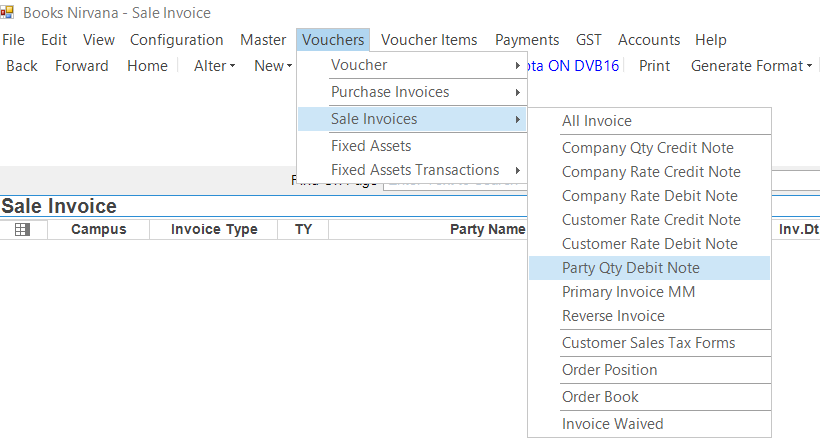 Books Nirvana - Sale Invoice
File Edit View Configuration Master Vouchers Voucher Items Payments GST Accounts Help
Back Forward Home Alter New ota ON DVB16 Print Generate Format
Voucher
Purchase Invoices
Sale Invoices
Fixed Assets
Fixed Assets Transactions
All Invoice
Company Qty Credit Note
Company Rate Credit Note
Company Rate Debit Note
Customer Rate Credit Note
Customer Rate Debit Note
Party Qty Debit Note
Primary Invoice MM
Reverse Invoice
Customer Sales Tax Forms
Order Position
Order Book
Invoice Waived
Sale Invoice
Campus Invoice Type TY Party Name Inv.Dt